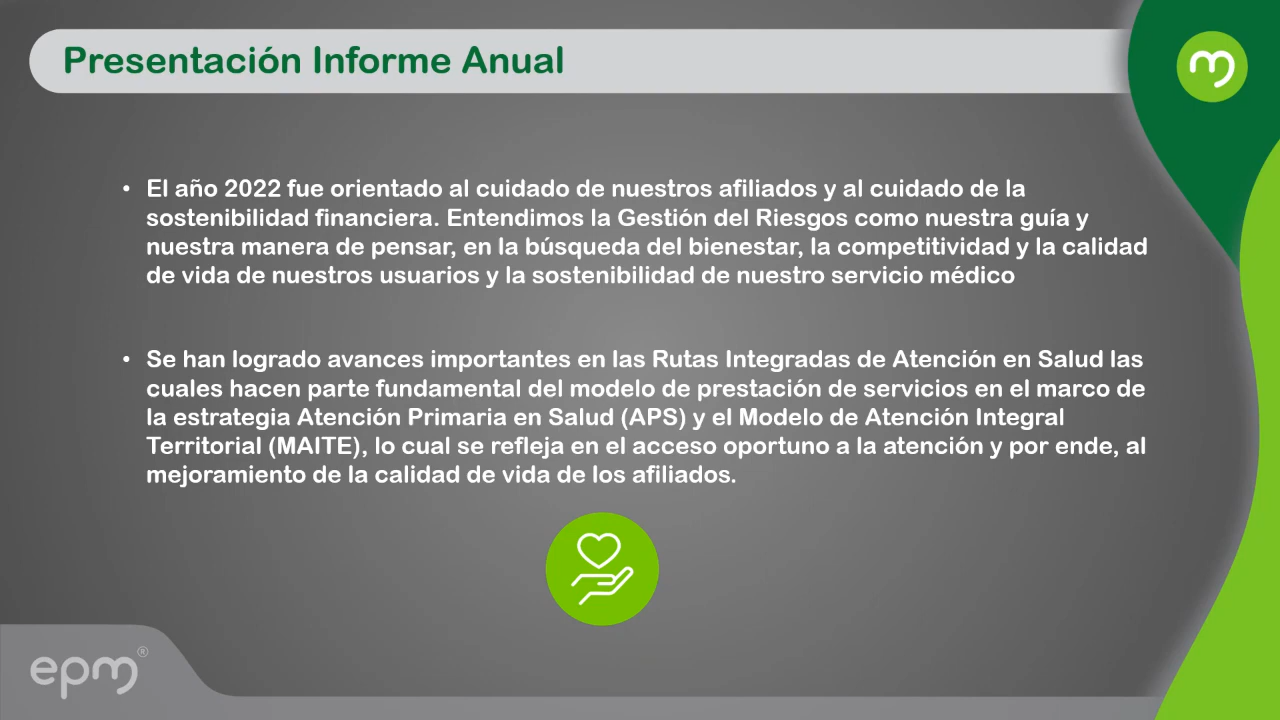 Presentación Informe Anual
• El año 2022 fue orientado al cuidado de nuestros afiliados y al cuidado de la
sostenibilidad financiera. Entendimos la Gestión del Riesgos como nuestra guía y
nuestra manera de pensar, en la búsqueda del bienestar, la competitividad y la calidad
de vida de nuestros usuarios y la sostenibilidad de nuestro servicio médico
• Se han logrado avances importantes en las Rutas Integradas de Atención en Salud las
cuales hacen parte fundamental del modelo de prestación de servicios en el marco de
la estrategia Atención Primaria en Salud (APS) y el Modelo de Atención Integral
Territorial (MAITE), lo cual se refleja en el acceso oportuno a la atención y por ende, al
mejoramiento de la calidad de vida de los afiliados.
epm®